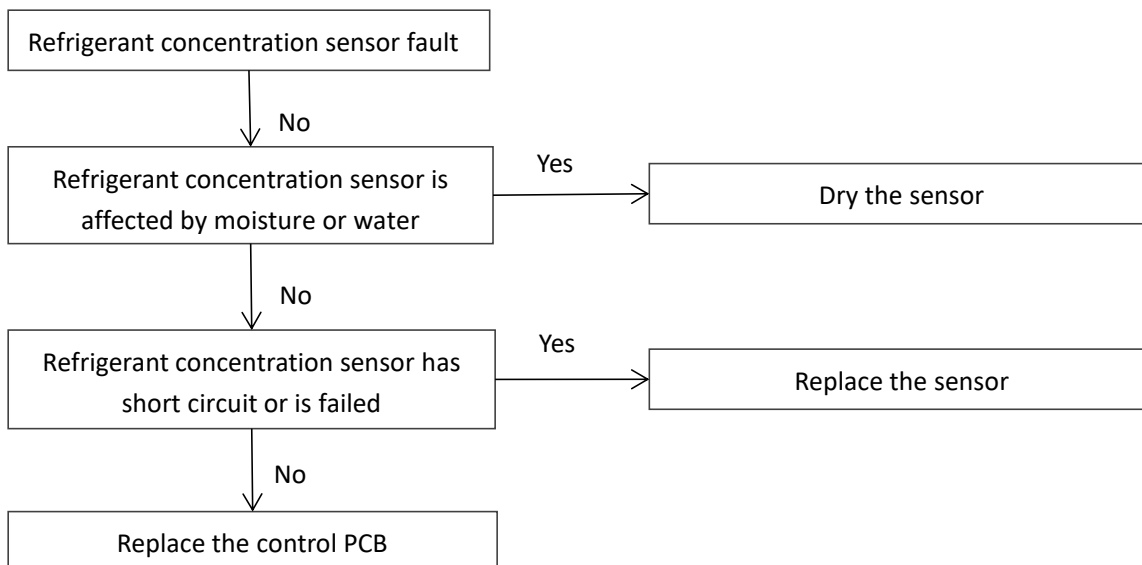 Refrigerant concentration sensor fault
No
Refrigerant concentration sensor is
affected by moisture or water
Yes
Dry the sensor
No
Refrigerant concentration sensor has
short circuit or is failed
Yes
Replace the sensor
No
Replace the control PCB